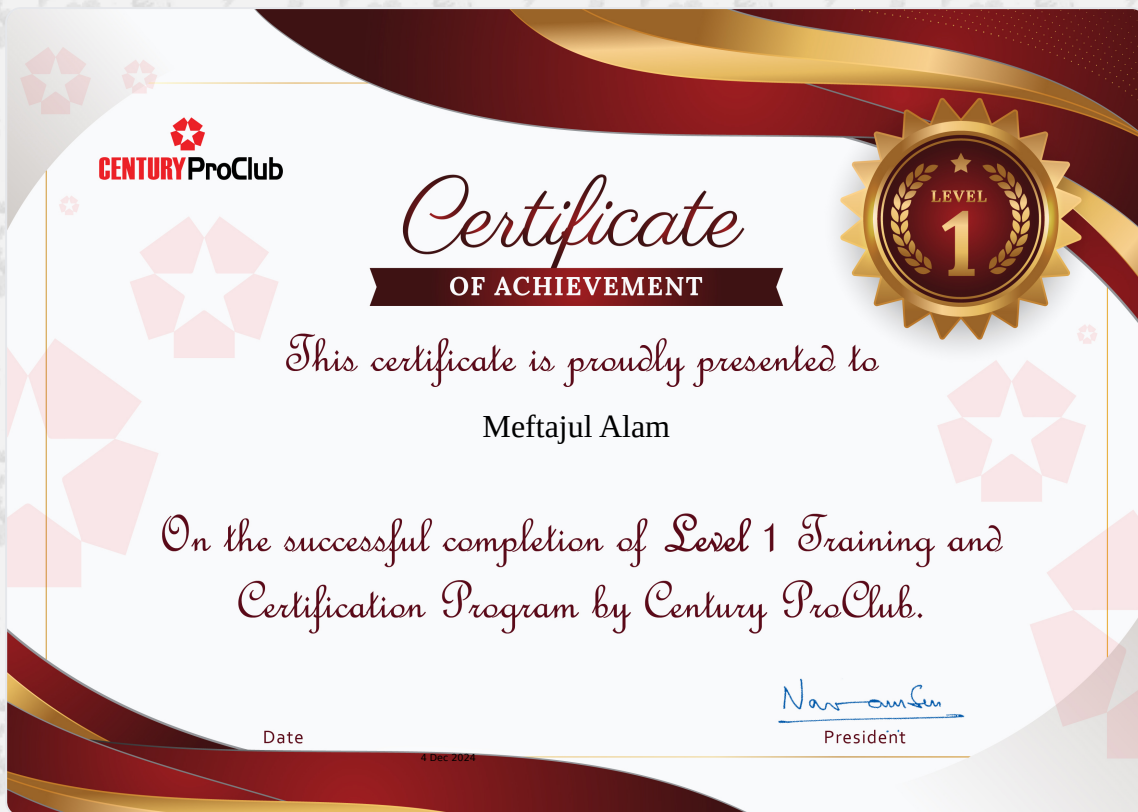 CENTURY ProClub
Certificate
OF ACHIEVEMENT
LEVEL
1
This certificate is proudly presented to
Meftajul Alam
On the successful completion of Level 1 Training and
Certification Program by Century ProClub.
Date
4 Dec 2024
President